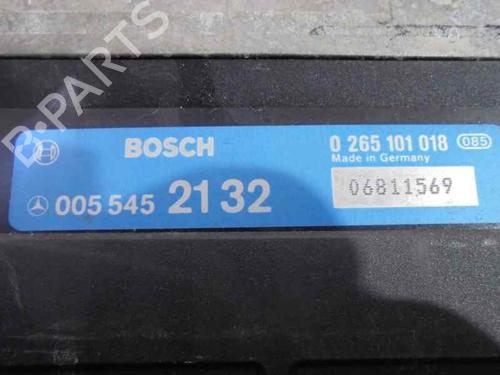 B-PARTS
BOSCH 0 265 101 018 085
Made in Germany
005 545 21 32 06811569